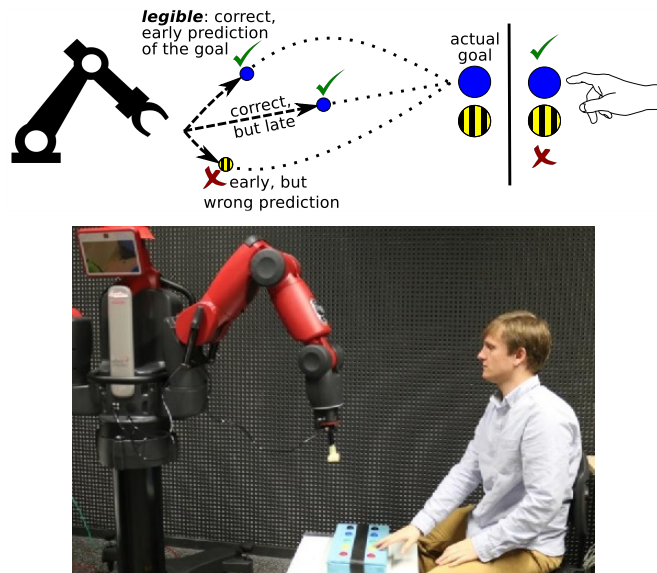 legible: correct,
early prediction
of the goal
correct,
but late
early, but
wrong prediction
actual
goal